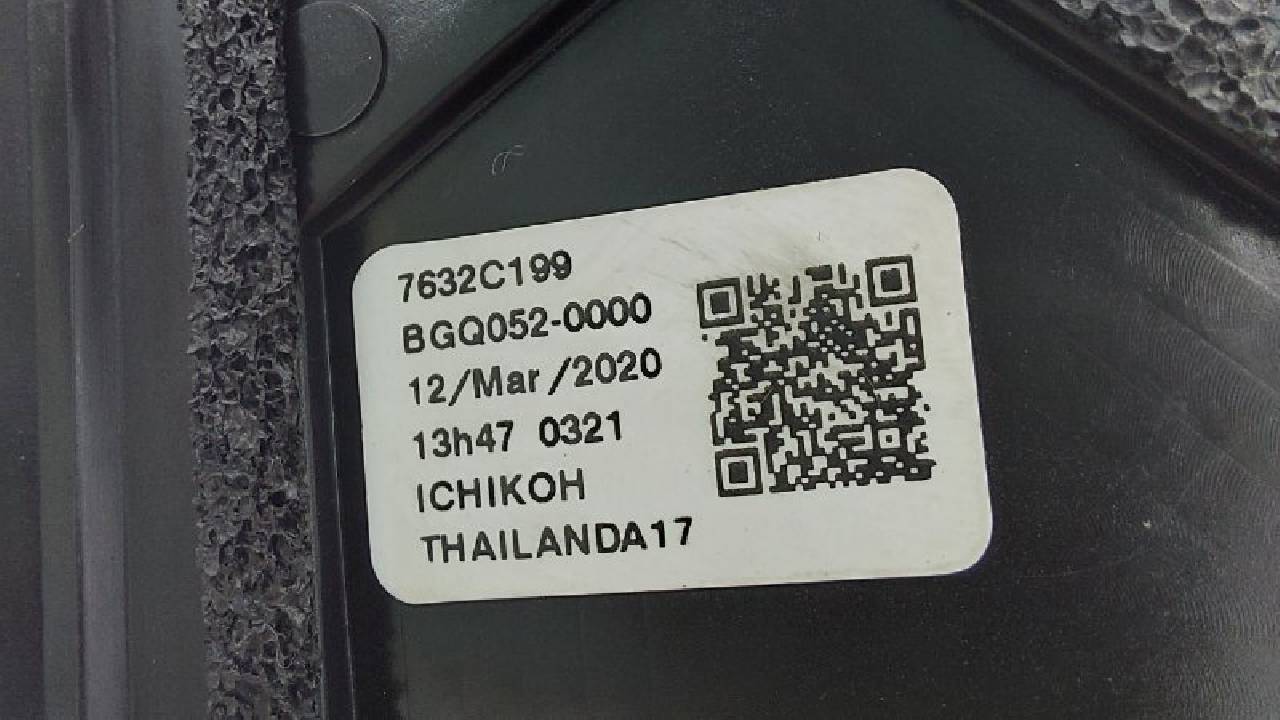 7632C199
BGQ052-0000
12/Mar/2020
13h47 0321
ICHIKOH
THAILANDA17